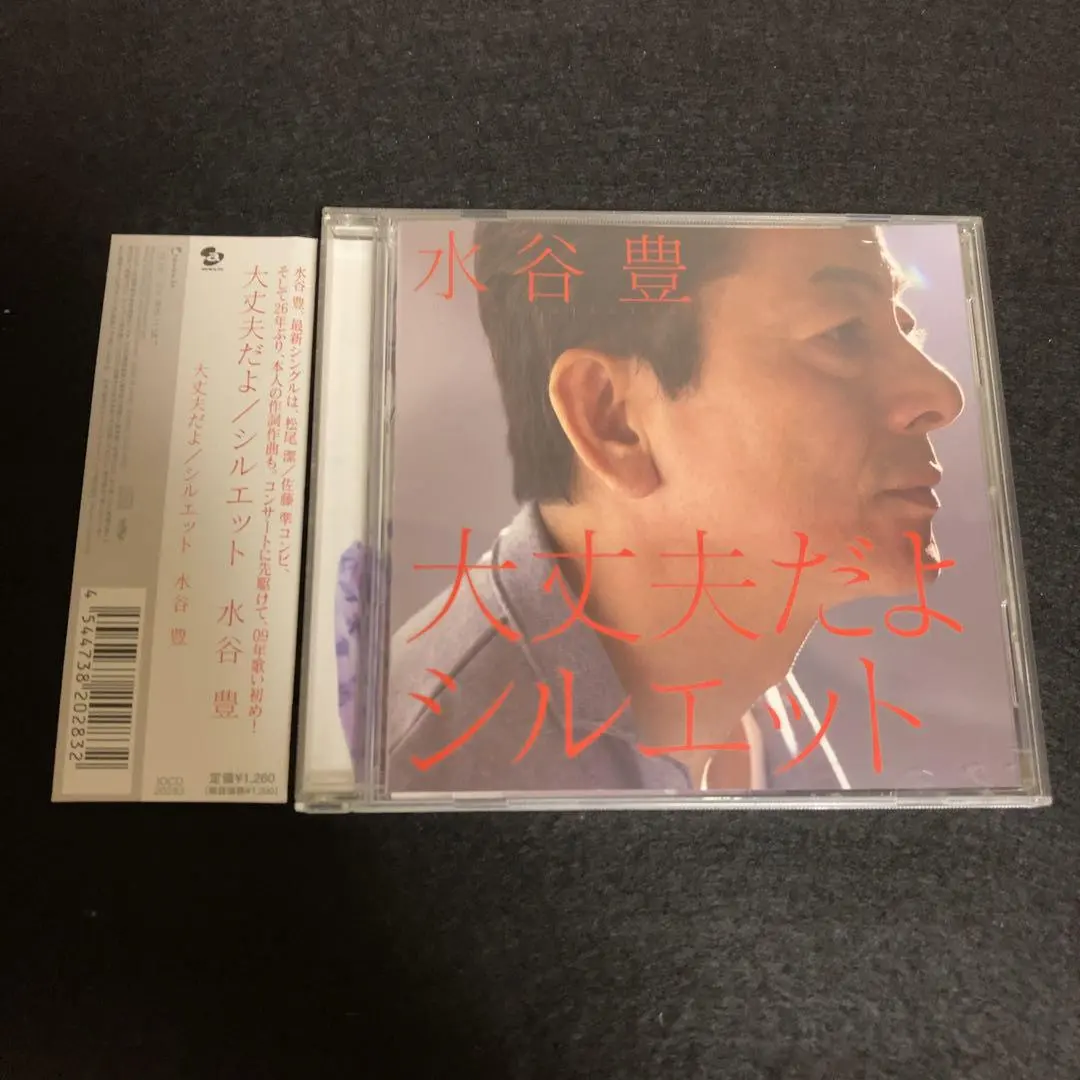 水谷豊
大丈夫だよ
シルエット
水谷 豊、最新シングルは、松尾 潔/佐藤 準コンビ、
そして26年ぶり、本人の作詞作曲も。コンサートに先駆けて、09年歌い初め!
大丈夫だよ/シルエット 水谷 豊
定価¥1,260
大丈夫だよ/シルエット 水谷 豊
4 544738 202832
IOCD
20283